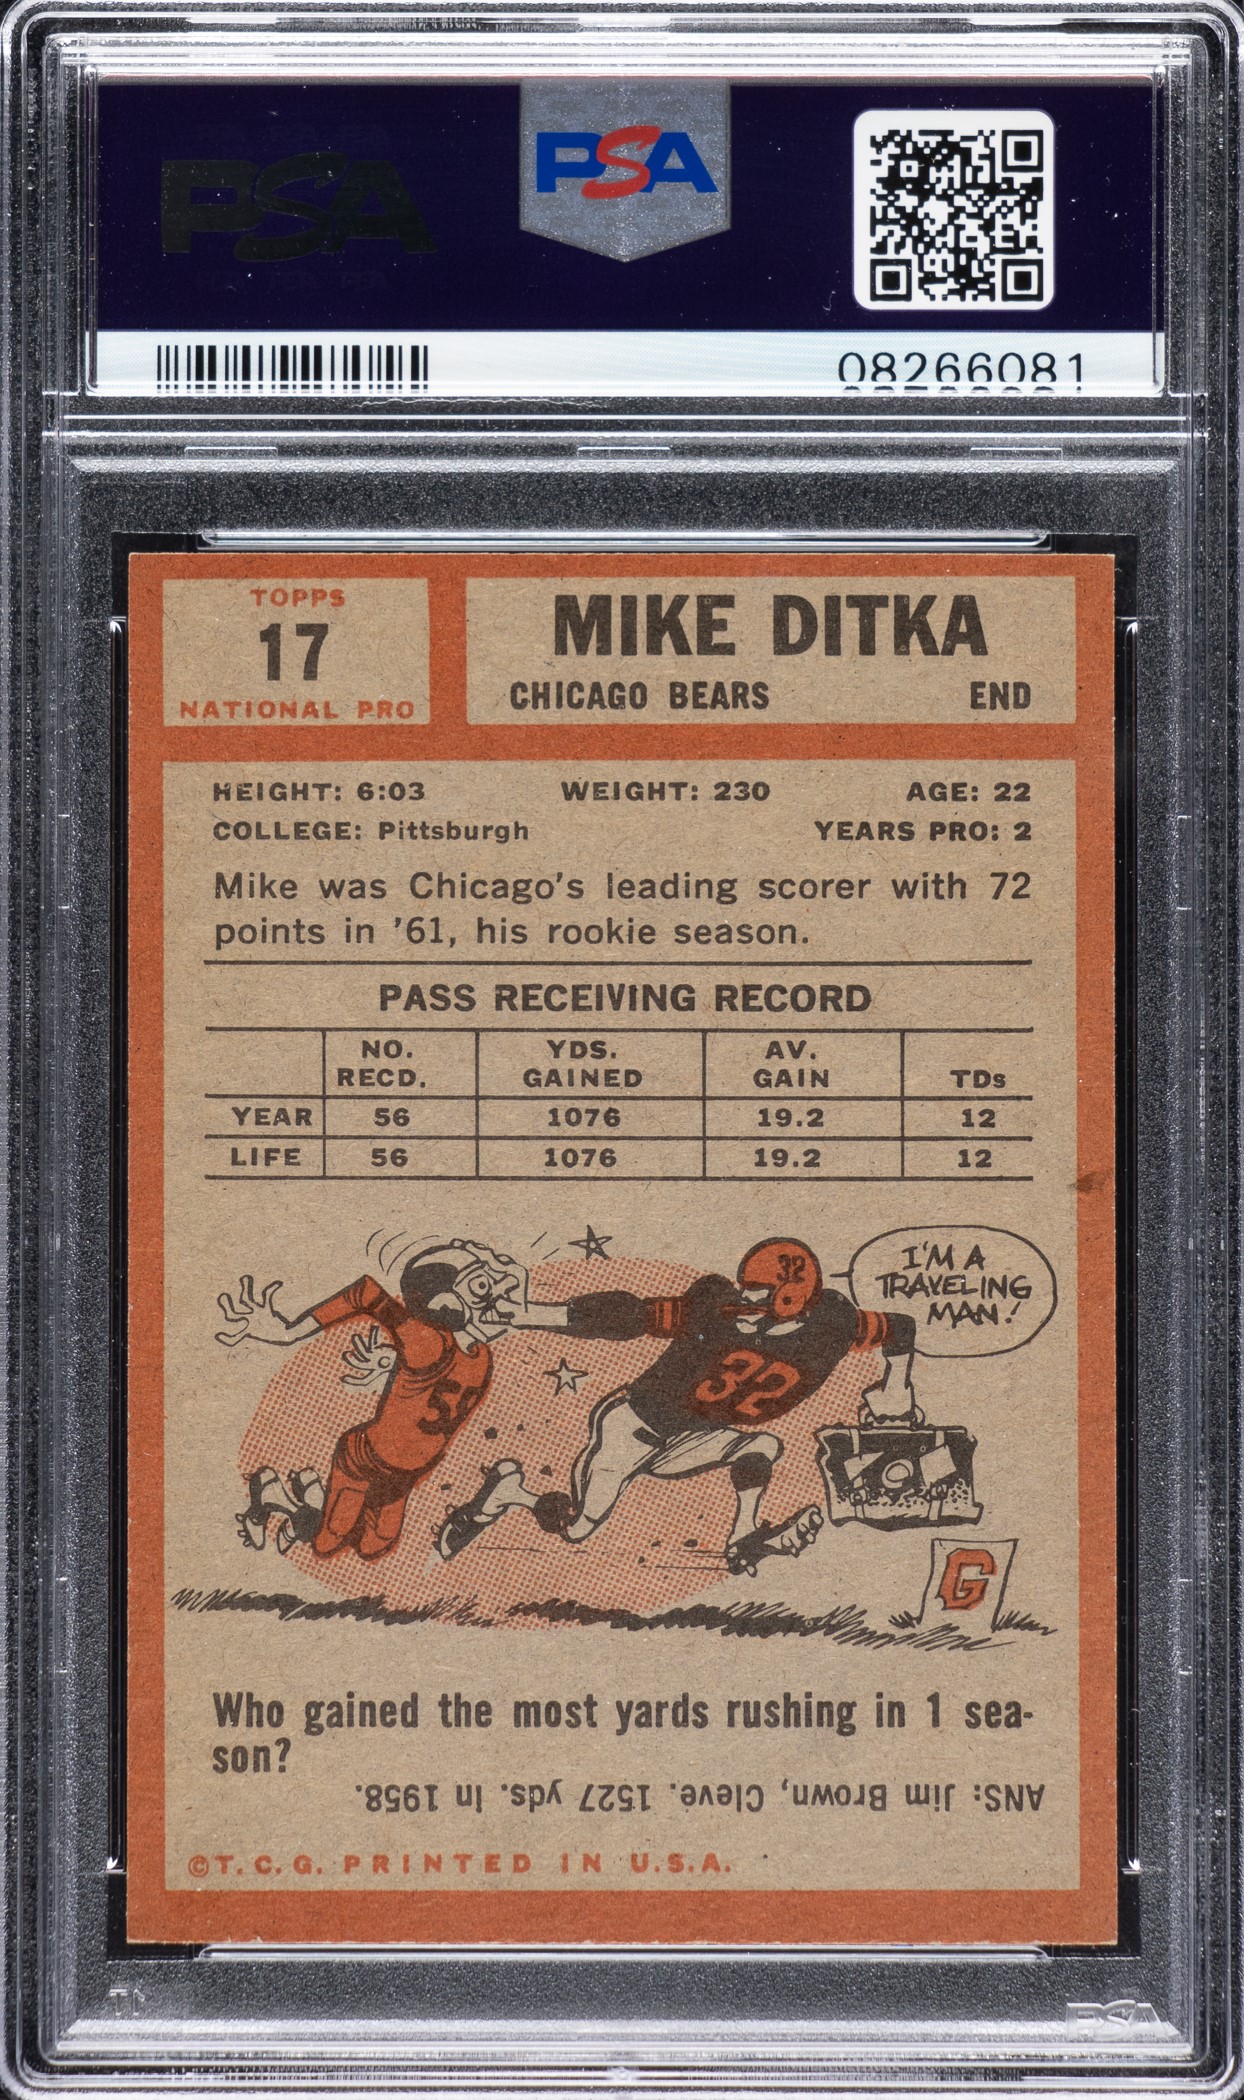 PSA
PSA
08266081
TOPPS
17
NATIONAL PRO
MIKE DITKA
CHICAGO BEARS END
HEIGHT: 6:03 WEIGHT: 230 AGE: 22
COLLEGE: Pittsburgh YEARS PRO: 2
Mike was Chicago's leading scorer with 72
points in '61, his rookie season.
PASS RECEIVING RECORD
NO. RECD. YDS. GAINED AV. GAIN TDs
YEAR 56 1076 19.2 12
LIFE 56 1076 19.2 12
I'M A
TRAVELING
MAN!
32
32
G
Who gained the most yards rushing in 1 sea-
son?
ANS: Jim Brown, Cleve. 1527 yds. In 1958.
©T.C.G. PRINTED IN U.S.A.
PSA